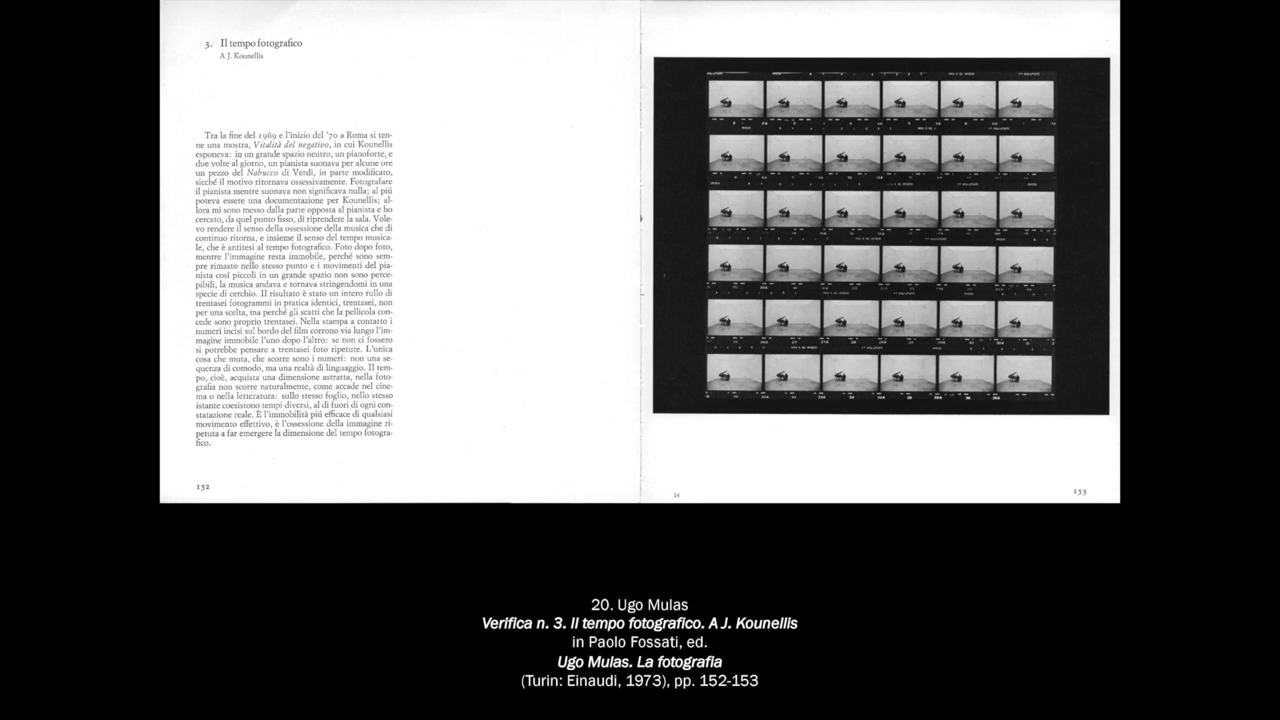 3. Il tempo fotografico
A J. Kounellis
Tra la fine del 1969 e l'inizio del '70 a Roma si ten-
ne una mostra, Vitalità del negativo, in cui Kounellis
esponeva: in un grande spazio neutro, un pianoforte, e
due volte al giorno, un pianista suonava per alcune ore
un pezzo del Nabucco di Verdi, in parte modificato,
sicché il motivo ritornava ossessivamente. Fotografare
il pianista mentre suonava non significava nulla; al piú
poteva essere una documentazione per Kounellis; al-
lora mi sono messo dalla parte opposta al pianista e ho
cercato, da quel punto fisso, di riprendere la sala. Vole-
vo rendere il senso della ossessione della musica che di
continuo ritorna, e insieme il senso del tempo musica-
le, che è antitesi al tempo fotografico. Foto dopo foto,
mentre l'immagine resta immobile, perché sono sem-
pre rimasto nello stesso punto e i movimenti del pia-
nista cosí piccoli in un grande spazio non sono perce-
pibili, la musica andava e tornava stringendomi in una
specie di cerchio. Il risultato è stato un intero rullo di
trentasei fotogrammi in pratica identici, trentasei, non
per una scelta, ma perché gli scatti che la pellicola con-
cede sono proprio trentasei. Nella stampa a contatto i
numeri incisi sul bordo del film corrono via lungo l'im-
magine immobile l'uno dopo l'altro: se non ci fossero
si potrebbe pensare a trentasei foto ripetute. L'unica
cosa che muta, che scorre sono i numeri: non una se-
quenza di comodo, ma una realtà di linguaggio. Il tem-
po, cioè, acquista una dimensione astratta, nella foto-
grafia non scorre naturalmente, come accade nel cine-
ma o nella letteratura: sullo stesso foglio, nello stesso
istante coesistono tempi diversi, al di fuori di ogni con-
statazione reale. È l'immobilità piú efficace di qualsiasi
movimento effettivo, è l'ossessione della immagine ri-
petuta a far emergere la dimensione del tempo fotogra-
fico.
152
14
153
20. Ugo Mulas
Verifica n. 3. Il tempo fotografico. A J. Kounellis
in Paolo Fossati, ed.
Ugo Mulas. La fotografia
(Turin: Einaudi, 1973), pp. 152-153